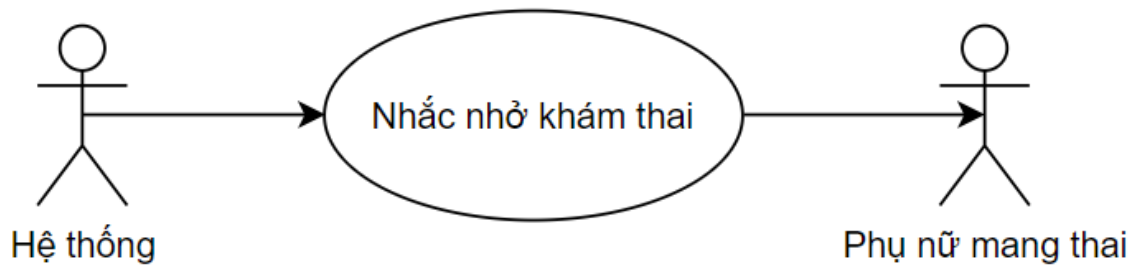 Nhắc nhở khám thai
Hệ thống
Phụ nữ mang thai